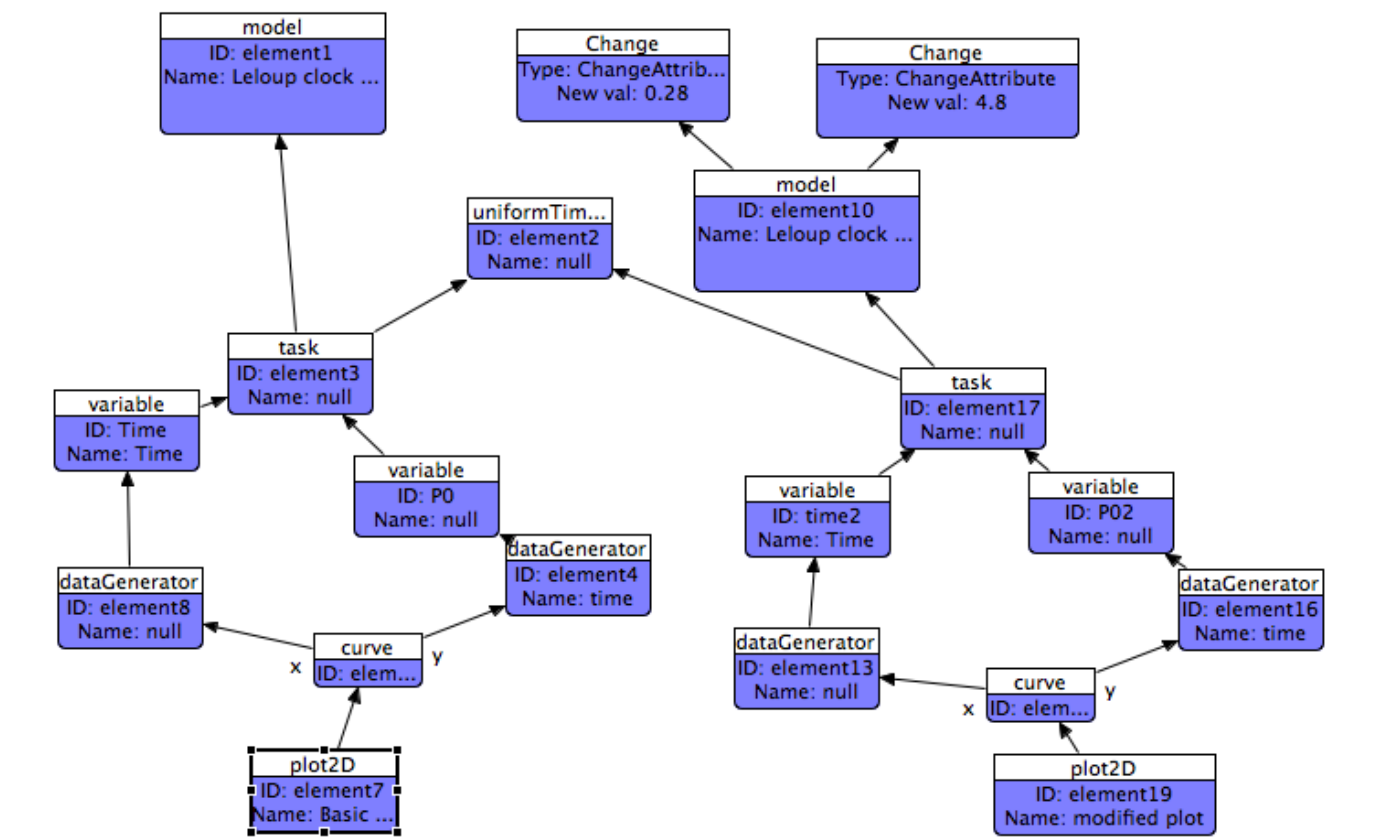 model
ID: element1
Name: Leloup clock ...
Change
Type: ChangeAttrib...
New val: 0.28
Change
Type: ChangeAttribute
New val: 4.8
model
ID: element10
Name: Leloup clock ...
uniformTim...
ID: element2
Name: null
task
ID: element3
Name: null
task
ID: element17
Name: null
variable
ID: Time
Name: Time
variable
ID: P0
Name: null
variable
ID: time2
Name: Time
variable
ID: P02
Name: null
dataGenerator
ID: element8
Name: null
dataGenerator
ID: element4
Name: time
dataGenerator
ID: element13
Name: null
dataGenerator
ID: element16
Name: time
x
curve
ID: elem...
y
x
curve
ID: elem...
y
plot2D
ID: element7
Name: Basic ...
plot2D
ID: element19
Name: modified plot